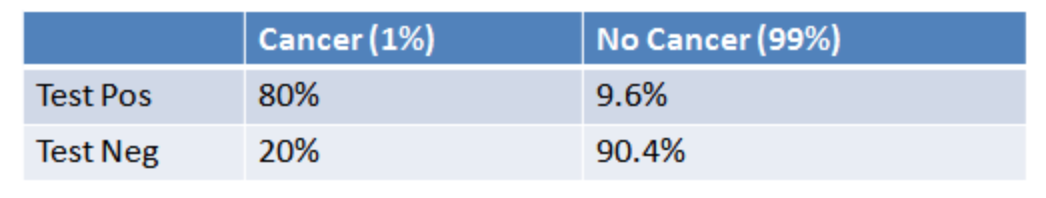 Cancer (1%) No Cancer (99%)
Test Pos 80% 9.6%
Test Neg 20% 90.4%